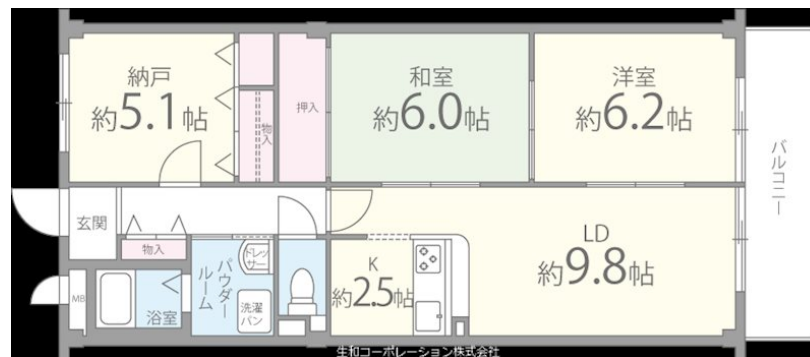 納戸
約5.1帖
物入
押入
和室
約6.0帖
洋室
約6.2帖
バルコニー
玄関
物入
MB
浴室
パウダー
ルーム
ドレッ
サー
洗濯
パン
K
約2.5帖
LD
約9.8帖
生和コーポレーション株式会社